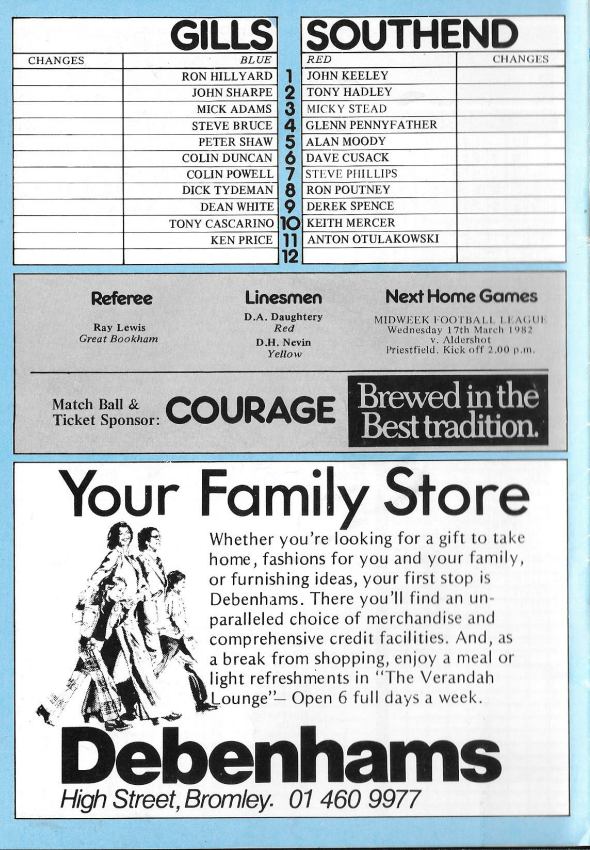 GILLS SOUTHEND
CHANGES BLUE RED CHANGES
RON HILLYARD 1 JOHN KEELEY
JOHN SHARPE 2 TONY HADLEY
MICK ADAMS 3 MICKY STEAD
STEVE BRUCE 4 GLENN PENNYFATHER
PETER SHAW 5 ALAN MOODY
COLIN DUNCAN 6 DAVE CUSACK
COLIN POWELL 7 STEVE PHILLIPS
DICK TYDEMAN 8 RON POUTNEY
DEAN WHITE 9 DEREK SPENCE
TONY CASCARINO 10 KEITH MERCER
KEN PRICE 11 ANTON OTULAKOWSKI
12
Referee
Ray Lewis
Great Bookham
Linesmen
D.A. Daughtery
Red
D.H. Nevin
Yellow
Next Home Games
MIDWEEK FOOTBALL LEAGUE
Wednesday 17th March 1982
v. Aldershot
Priestfield. Kick off 2.00 p.m.
Match Ball &
Ticket Sponsor: COURAGE
Brewed in the
Best tradition.
Your Family Store
Whether you're looking for a gift to take
home, fashions for you and your family,
or furnishing ideas, your first stop is
Debenhams. There you'll find an un-
paralleled choice of merchandise and
comprehensive credit facilities. And, as
a break from shopping, enjoy a meal or
light refreshments in "The Verandah
Lounge"– Open 6 full days a week.
Debenhams
High Street, Bromley. 01 460 9977